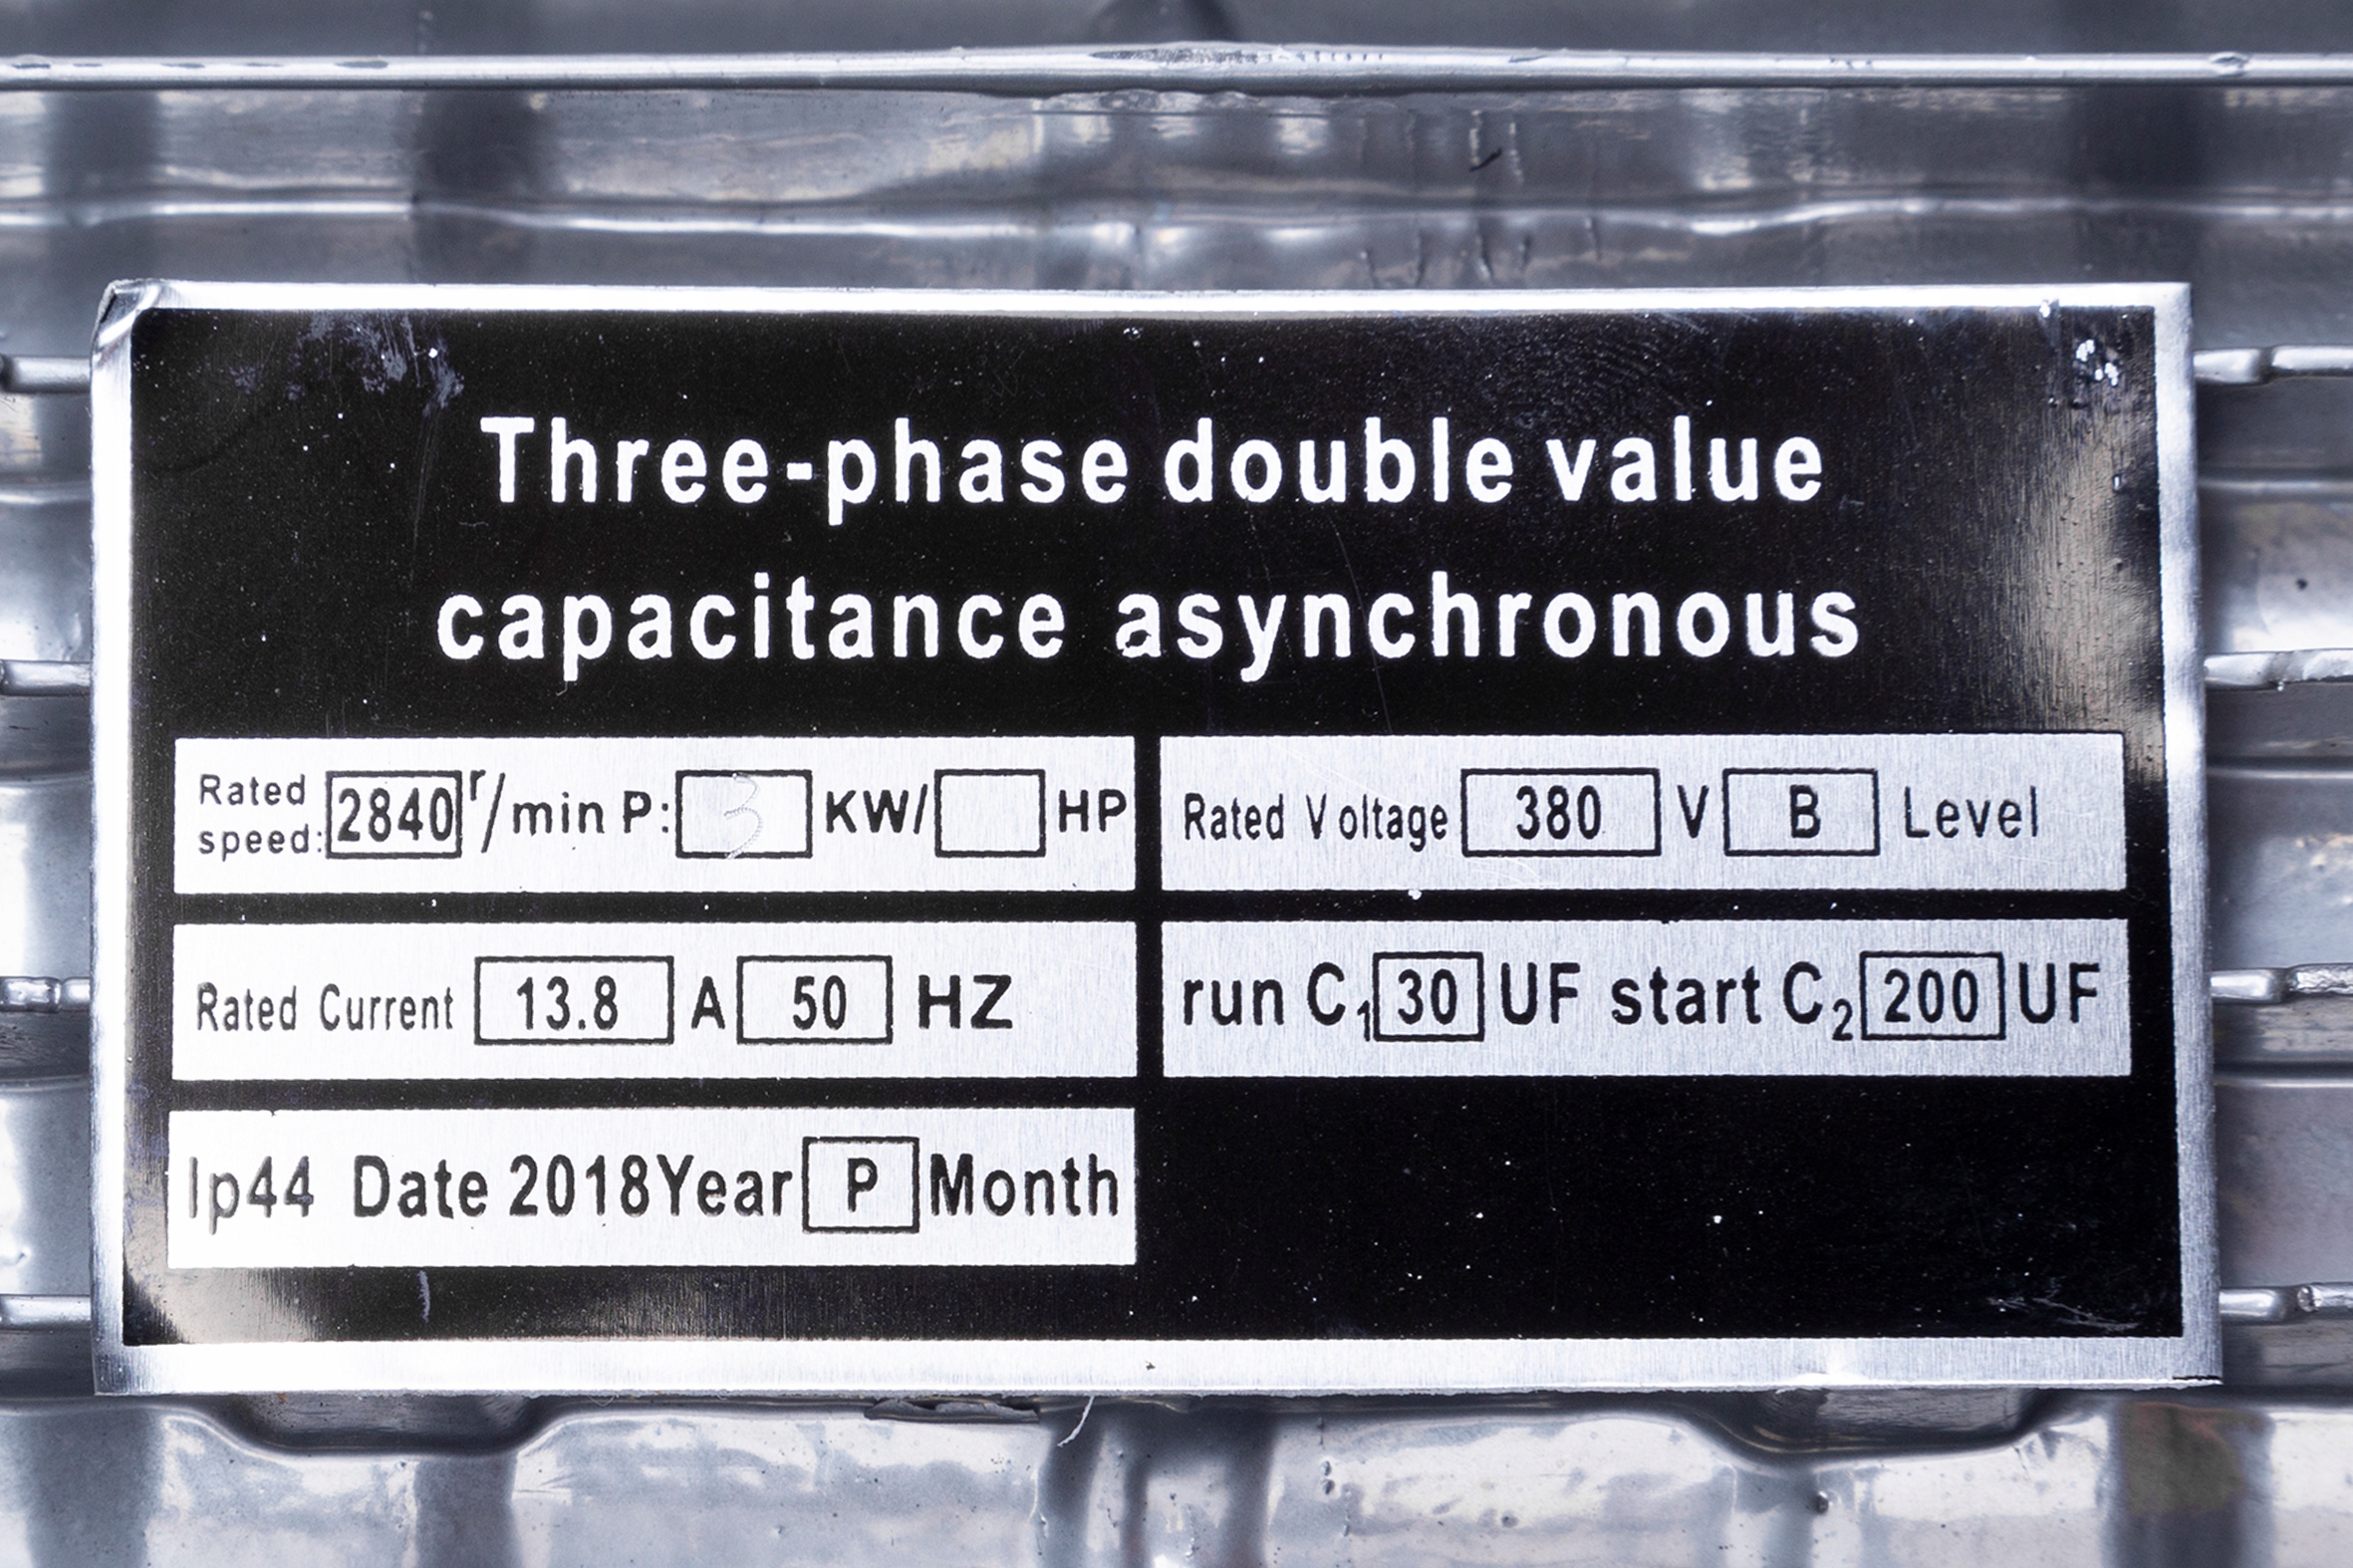 Three-phase double value
capacitance asynchronous
Rated speed: 2840 r/min P: 3 KW/ HP
Rated Voltage 380 V B Level
Rated Current 13.8 A 50 HZ
run C1 30 UF start C2 200 UF
Ip44 Date 2018Year P Month